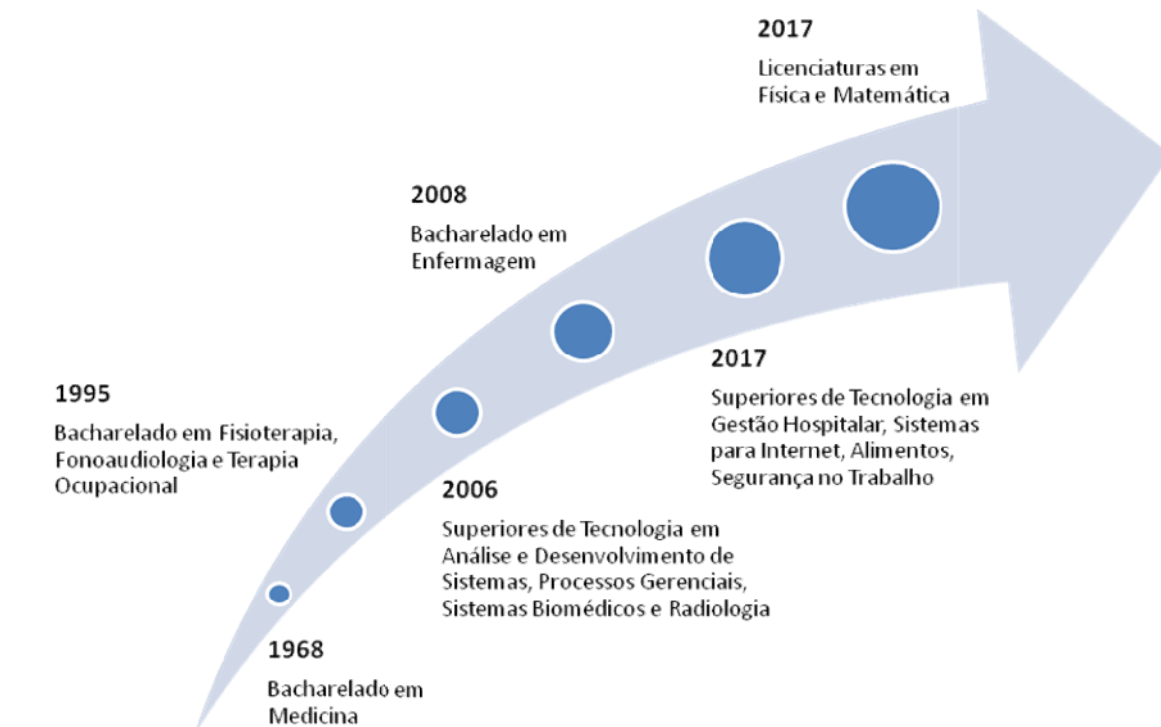 1968
Bacharelado em
Medicina
1995
Bacharelado em Fisioterapia,
Fonoaudiologia e Terapia
Ocupacional
2006
Superiores de Tecnologia em
Análise e Desenvolvimento de
Sistemas, Processos Gerenciais,
Sistemas Biomédicos e Radiologia
2008
Bacharelado em
Enfermagem
2017
Superiores de Tecnologia em
Gestão Hospitalar, Sistemas
para Internet, Alimentos,
Segurança no Trabalho
2017
Licenciaturas em
Física e Matemática